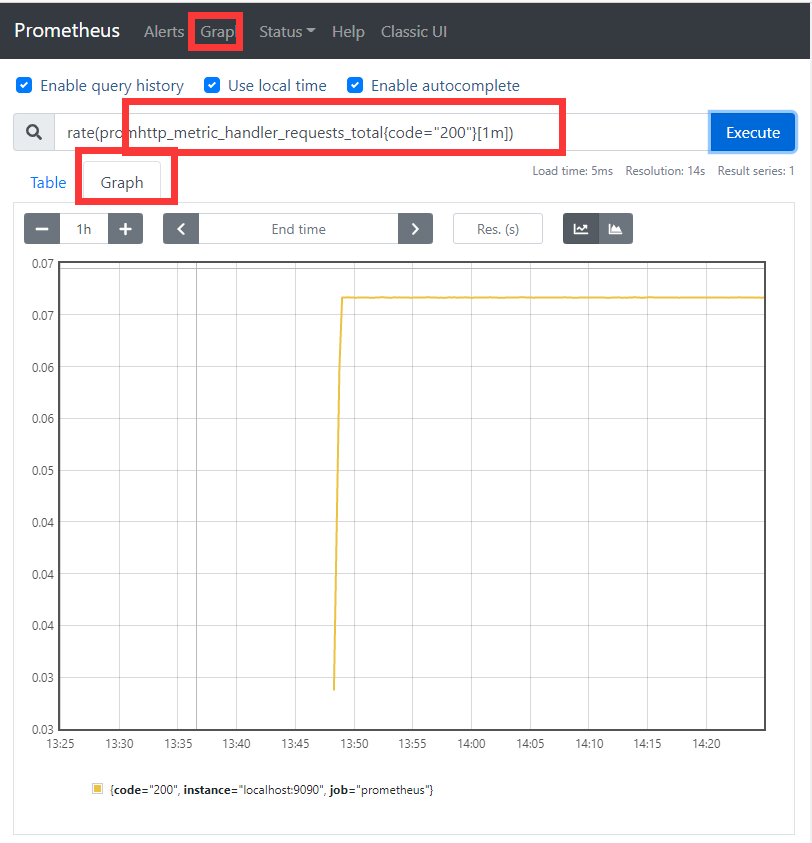 Prometheus Alerts Graph Status Help Classic UI
Enable query history Use local time Enable autocomplete
rate(promhttp_metric_handler_requests_total{code="200"}[1m]) Execute
Load time: 5ms Resolution: 14s Result series: 1
Table Graph
1h End time Res. (s)
0.07
0.07
0.06
0.06
0.05
0.04
0.04
0.04
0.03
0.03
13:25 13:30 13:35 13:40 13:45 13:50 13:55 14:00 14:05 14:10 14:15 14:20
{code="200", instance="localhost:9090", job="prometheus"}